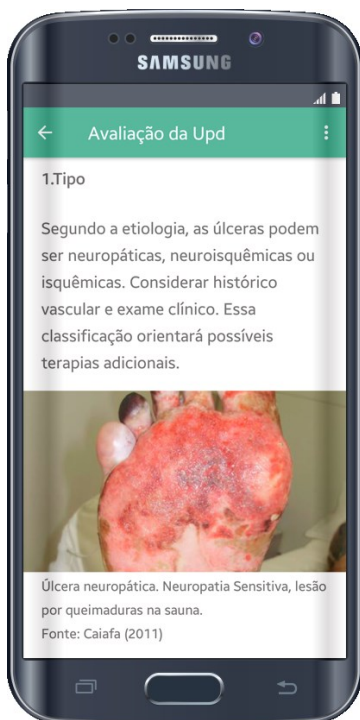 SAMSUNG
Avaliação da Upd
1.Tipo
Segundo a etiologia, as úlceras podem
ser neuropáticas, neuroisquêmicas ou
isquêmicas. Considerar histórico
vascular e exame clínico. Essa
classificação orientará possíveis
terapias adicionais.
Úlcera neuropática. Neuropatia Sensitiva, lesão
por queimaduras na sauna.
Fonte: Caiafa (2011)